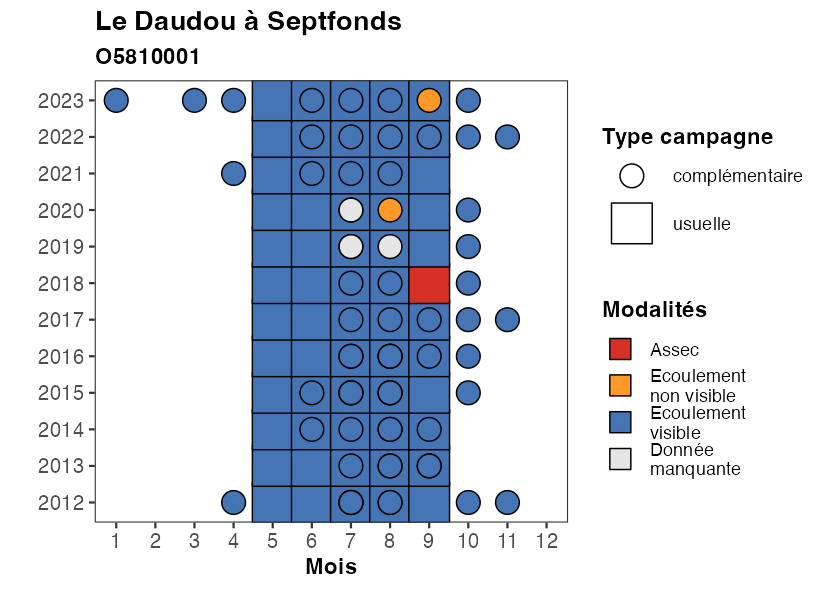 Le Daudou à Septfonds
O5810001
2023
2022
2021
2020
2019
2018
2017
2016
2015
2014
2013
2012
1 2 3 4 5 6 7 8 9 10 11 12
Mois
Type campagne
complémentaire
usuelle
Modalités
Assec
Ecoulement
non visible
Ecoulement
visible
Donnée
manquante